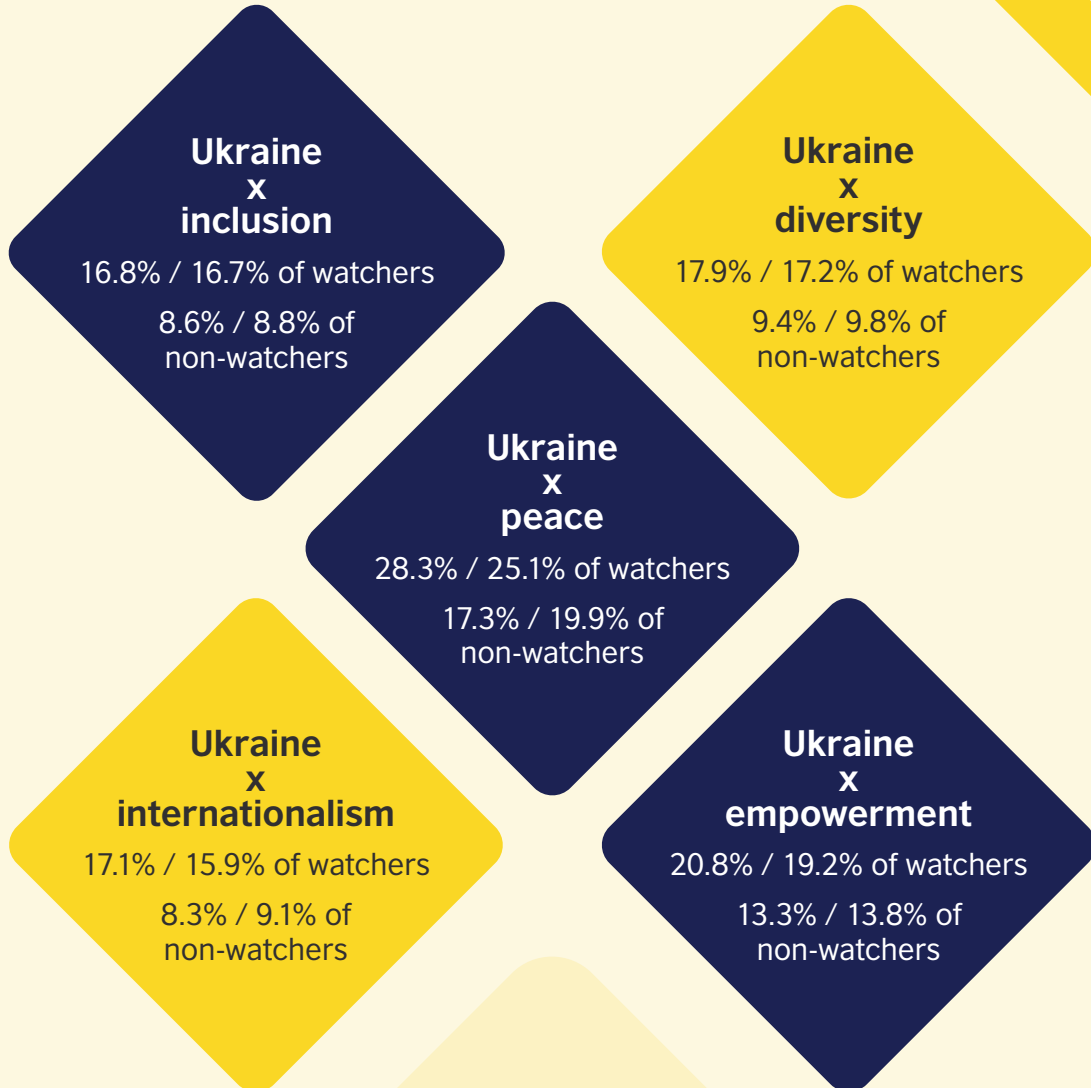 Ukraine
x
inclusion
16.8% / 16.7% of watchers
8.6% / 8.8% of
non-watchers
Ukraine
x
diversity
17.9% / 17.2% of watchers
9.4% / 9.8% of
non-watchers
Ukraine
x
peace
28.3% / 25.1% of watchers
17.3% / 19.9% of
non-watchers
Ukraine
x
internationalism
17.1% / 15.9% of watchers
8.3% / 9.1% of
non-watchers
Ukraine
x
empowerment
20.8% / 19.2% of watchers
13.3% / 13.8% of
non-watchers